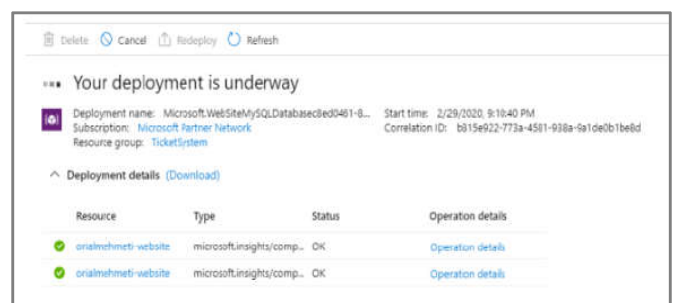 Delete Cancel Redeploy Refresh
Your deployment is underway
Deployment name: Microsoft.WebSiteMySQLDatabasec8ed0461-8... Start time: 2/29/2020, 9:10:40 PM
Subscription: Microsoft Partner Network Correlation ID: b815e922-773a-4581-938a-9a1de0b1be8d
Resource group: TicketSystem
Deployment details (Download)
Resource Type Status Operation details
orialmehmeti-website microsoft.insights/comp... OK Operation details
orialmehmeti-website microsoft.insights/comp... OK Operation details